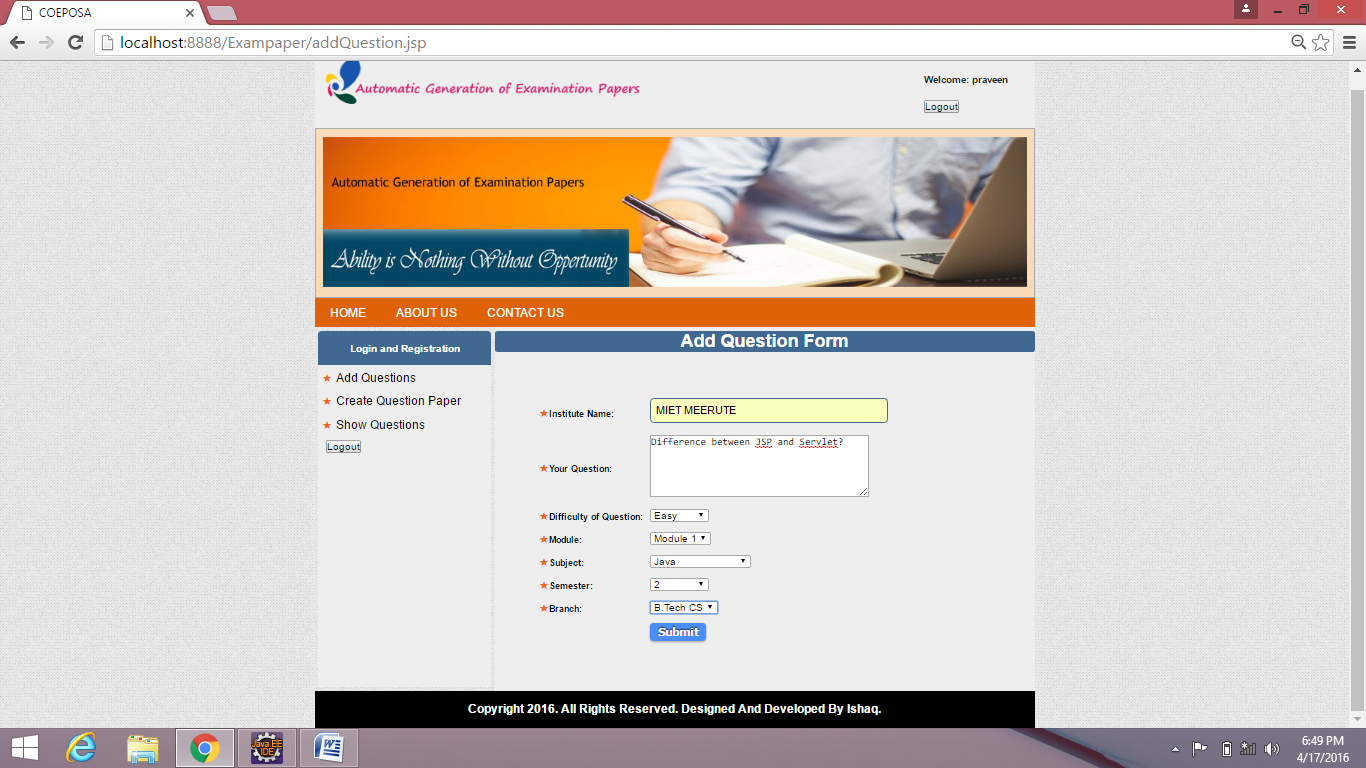 COEPOSA
localhost:8888/Exampaper/addQuestion.jsp
Automatic Generation of Examination Papers
Welcome: praveen
Logout
Automatic Generation of Examination Papers
Ability is Nothing Without Oppertunity
HOME ABOUT US CONTACT US
Login and Registration
Add Questions
Create Question Paper
Show Questions
Logout
Add Question Form
Institute Name: MIET MEERUTE
Your Question: Difference between JSP and Servlet?
Difficulty of Question: Easy
Module: Module 1
Subject: Java
Semester: 2
Branch: B.Tech CS
Submit
Copyright 2016. All Rights Reserved. Designed And Developed By Ishaq.
Java EE
IDE
6:49 PM
4/17/2016